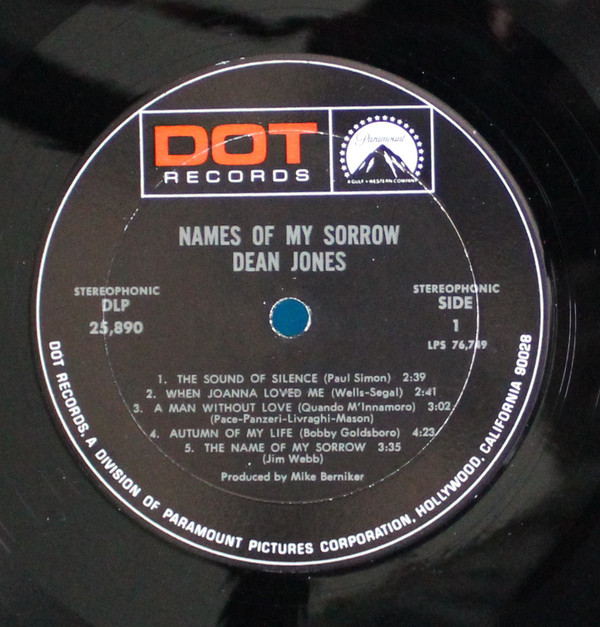 DOT
RECORDS
Paramount
A GULF + WESTERN COMPANY
NAMES OF MY SORROW
DEAN JONES
STEREOPHONIC
DLP
25,890
STEREOPHONIC
SIDE
1
LPS 76,749
1. THE SOUND OF SILENCE (Paul Simon) 2:39
2. WHEN JOANNA LOVED ME (Wells-Segal) 2:41
3. A MAN WITHOUT LOVE (Quando M'Innamoro) 3:02
(Pace-Panzeri-Livraghi-Mason)
4. AUTUMN OF MY LIFE (Bobby Goldsboro) 4:23
5. THE NAME OF MY SORROW 3:35
(Jim Webb)
Produced by Mike Berniker
DOT RECORDS, A DIVISION OF PARAMOUNT PICTURES CORPORATION, HOLLYWOOD, CALIFORNIA 90028